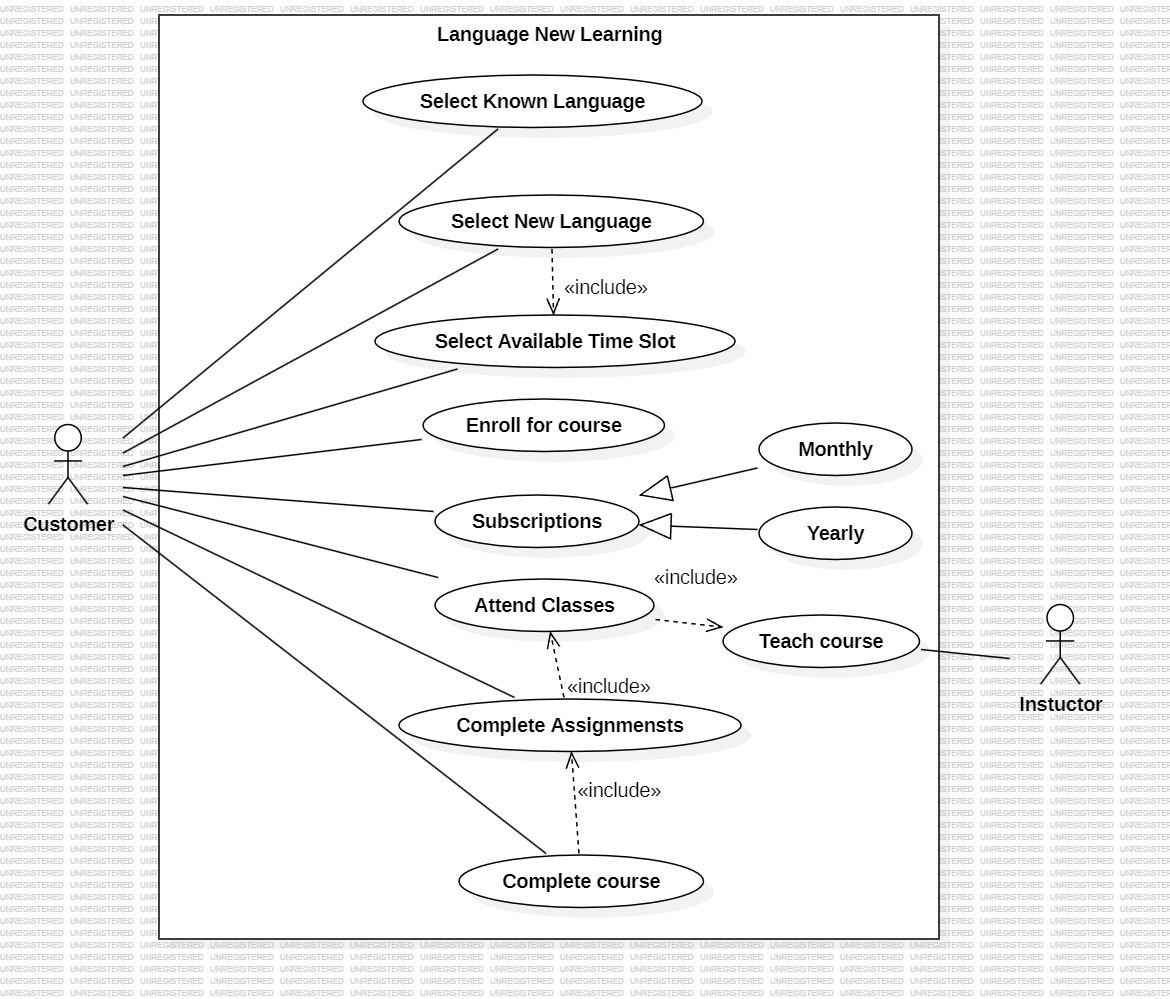 Language New Learning
Select Known Language
Select New Language
«include»
Select Available Time Slot
Enroll for course
Monthly
Customer
Subscriptions
Yearly
«include»
Attend Classes
Teach course
«include»
Instuctor
Complete Assignmensts
«include»
Complete course
UNREGISTERED